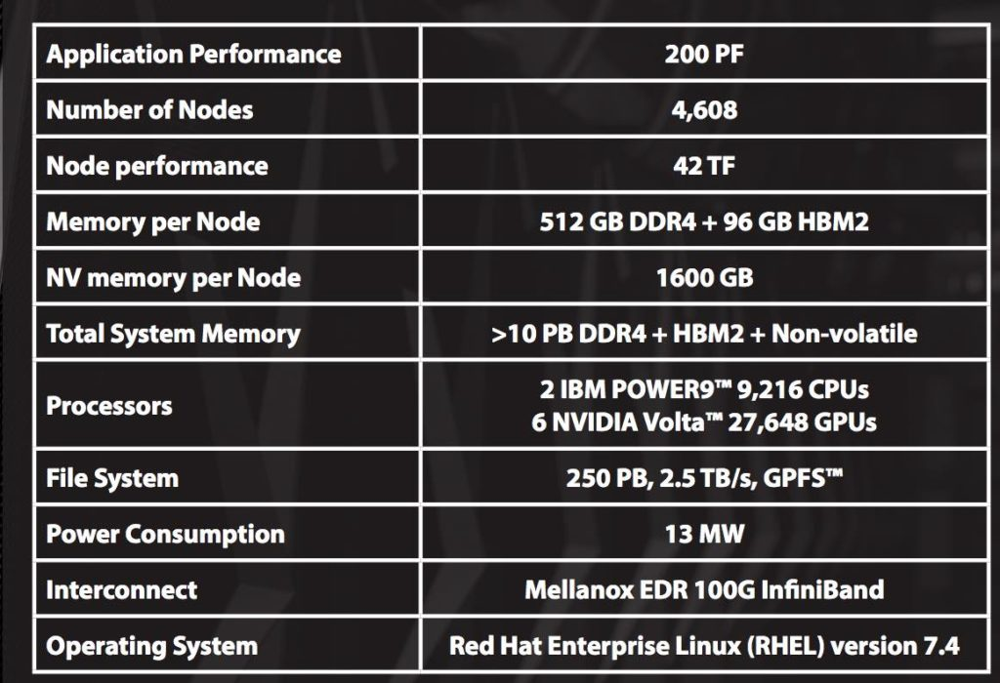 Application Performance 200 PF
Number of Nodes 4,608
Node performance 42 TF
Memory per Node 512 GB DDR4 + 96 GB HBM2
NV memory per Node 1600 GB
Total System Memory >10 PB DDR4 + HBM2 + Non-volatile
Processors 2 IBM POWER9™ 9,216 CPUs
6 NVIDIA Volta™ 27,648 GPUs
File System 250 PB, 2.5 TB/s, GPFS™
Power Consumption 13 MW
Interconnect Mellanox EDR 100G InfiniBand
Operating System Red Hat Enterprise Linux (RHEL) version 7.4